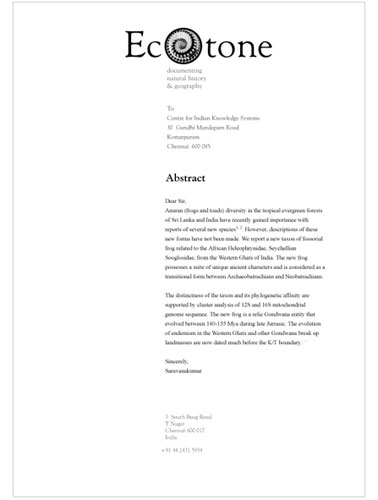 Ecotone
documenting
natural history
& geography
To
Centre for Indian Knowledge Systems
30 Gandhi Mandapam Road
Kotturpuram
Chennai 600 085
Abstract
Dear Sir,
Anuran (frogs and toads) diversity in the tropical evergreen forests
of Sri Lanka and India have recently gained importance with
reports of several new species1, 2. However, descriptions of these
new forms have not been made. We report a new taxon of fossorial
frog related to the African Heleophrynidae, Seychellian
Sooglosidae, from the Western Ghats of India. The new frog
possesses a suite of unique ancient characters and is considered as a
transitional form between Archaeobatrachians and Neobatrachians.
The distinctness of the taxon and its phylogenetic affinity are
supported by cluster analysis of 12S and 16S mitochondrial
genome sequence. The new frog is a relic Gondwana entity that
evolved between 140-155 Mya during late Jurrasic. The evolution
of endemism in the Western Ghats and other Gondwana break up
landmasses are now dated much before the K/T boundary.
Sincerely,
Saravanakumar
South Boag Road
T Nagar
Chennai 600 017
India
+91 44 2431 5954